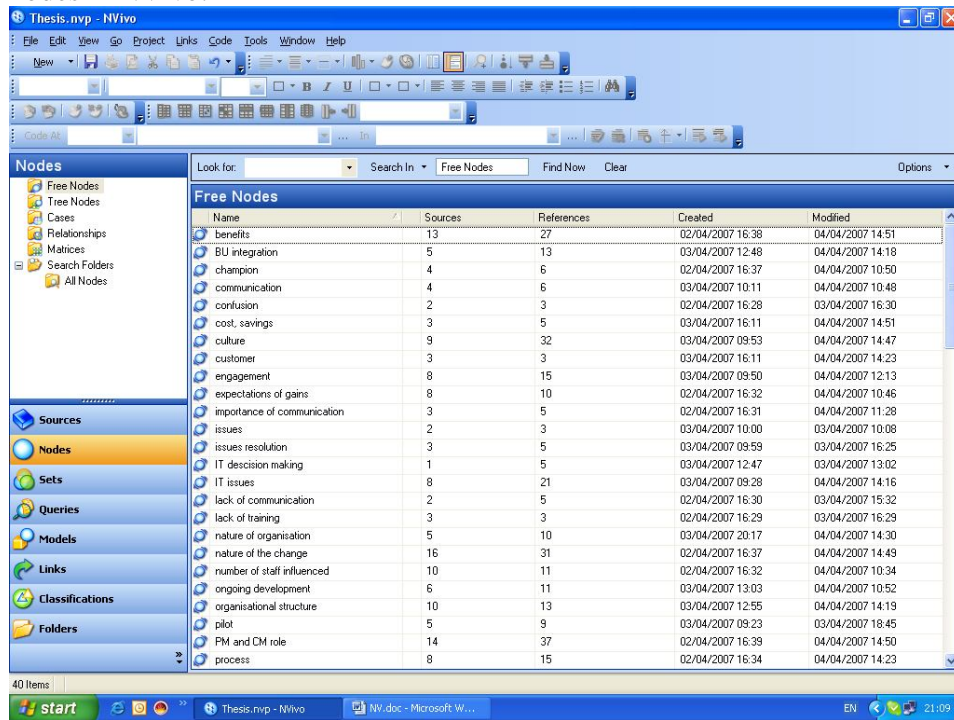 Thesis.nvp - NVivo
File Edit View Go Project Links Code Tools Window Help
New
B I U
Code At In
Nodes
Look for: Search In Free Nodes Find Now Clear Options
Free Nodes
Tree Nodes
Cases
Relationships
Matrices
Search Folders
All Nodes
Free Nodes
Name Sources References Created Modified
benefits 13 27 02/04/2007 16:38 04/04/2007 14:51
BU integration 5 13 03/04/2007 12:48 04/04/2007 14:18
champion 4 6 02/04/2007 16:37 04/04/2007 10:50
communication 4 6 03/04/2007 10:11 04/04/2007 10:48
confusion 2 3 02/04/2007 16:28 03/04/2007 16:30
cost, savings 3 5 03/04/2007 16:11 04/04/2007 14:51
culture 9 32 03/04/2007 09:53 04/04/2007 14:47
customer 3 3 03/04/2007 16:11 04/04/2007 14:23
engagement 8 15 03/04/2007 09:50 04/04/2007 12:13
expectations of gains 8 10 02/04/2007 16:32 04/04/2007 10:46
importance of communication 3 5 02/04/2007 16:31 04/04/2007 11:28
issues 2 3 03/04/2007 10:00 03/04/2007 10:08
issues resolution 3 5 03/04/2007 09:59 03/04/2007 16:25
IT descision making 1 5 03/04/2007 12:47 03/04/2007 13:02
IT issues 8 21 03/04/2007 09:28 04/04/2007 14:16
lack of communication 2 5 02/04/2007 16:30 03/04/2007 15:32
lack of training 3 3 02/04/2007 16:29 03/04/2007 16:29
nature of organisation 5 10 03/04/2007 20:17 04/04/2007 14:30
nature of the change 16 31 02/04/2007 16:37 04/04/2007 14:49
number of staff influenced 10 11 02/04/2007 16:32 04/04/2007 10:34
ongoing development 6 11 03/04/2007 13:03 04/04/2007 10:52
organisational structure 10 13 03/04/2007 12:55 04/04/2007 14:19
pilot 5 9 03/04/2007 09:23 03/04/2007 18:45
PM and CM role 14 37 02/04/2007 16:39 04/04/2007 14:50
process 8 15 02/04/2007 16:34 04/04/2007 14:23
Sources
Nodes
Sets
Queries
Models
Links
Classifications
Folders
40 Items
start Thesis.nvp - NVivo NV.doc - Microsoft W... EN 21:09